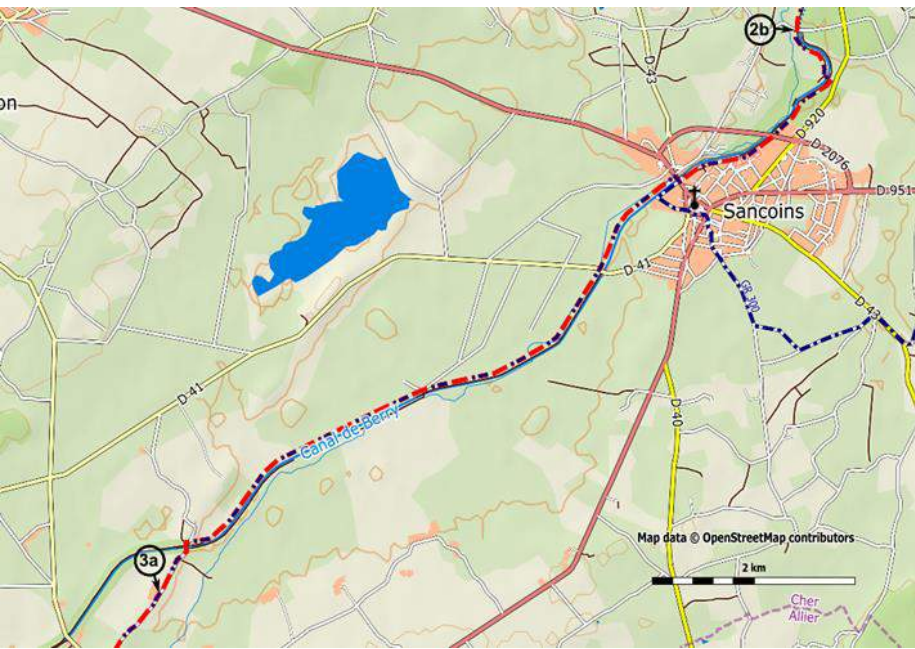 2b
D-43
on
D-920
D-2076
D-951
Sancoins
D-41
GR 300
D-43
D-41
D-40
Canal de Berry
Map data © OpenStreetMap contributors
3a
2 km
Cher
Allier